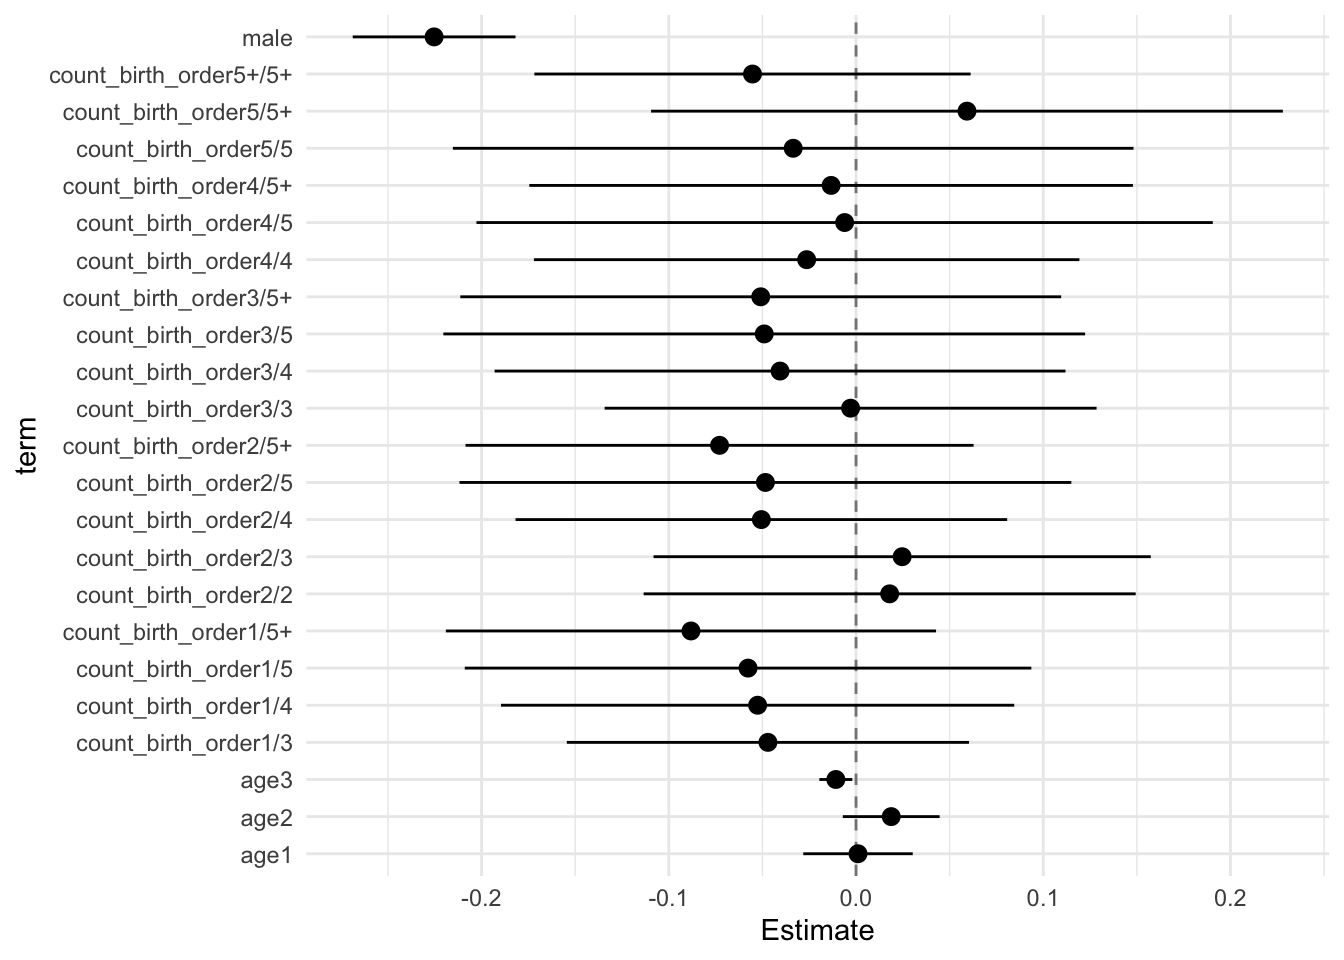 male
count_birth_order5+/5+
count_birth_order5/5+
count_birth_order5/5
count_birth_order4/5+
count_birth_order4/5
count_birth_order4/4
count_birth_order3/5+
count_birth_order3/5
count_birth_order3/4
count_birth_order3/3
count_birth_order2/5+
count_birth_order2/5
count_birth_order2/4
count_birth_order2/3
count_birth_order2/2
count_birth_order1/5+
count_birth_order1/5
count_birth_order1/4
count_birth_order1/3
age3
age2
age1
term
-0.2 -0.1 0.0 0.1 0.2
Estimate